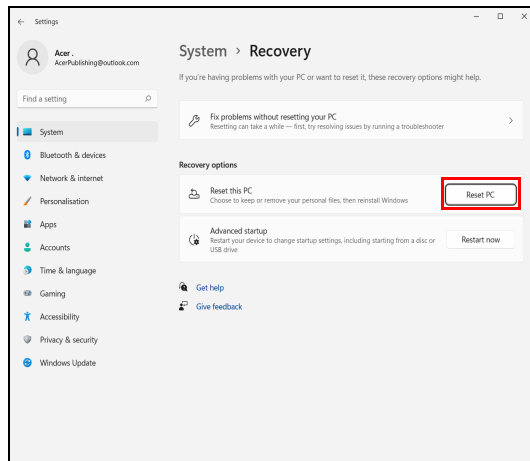 Settings
Acer .
AcerPublishing@outlook.com
Find a setting
System
Bluetooth & devices
Network & internet
Personalisation
Apps
Accounts
Time & language
Gaming
Accessibility
Privacy & security
Windows Update
System > Recovery
If you're having problems with your PC or want to reset it, these recovery options might help.
Fix problems without resetting your PC
Resetting can take a while — first, try resolving issues by running a troubleshooter
Recovery options
Reset this PC
Choose to keep or remove your personal files, then reinstall Windows
Reset PC
Advanced startup
Restart your device to change startup settings, including starting from a disc or
USB drive
Restart now
Get help
Give feedback